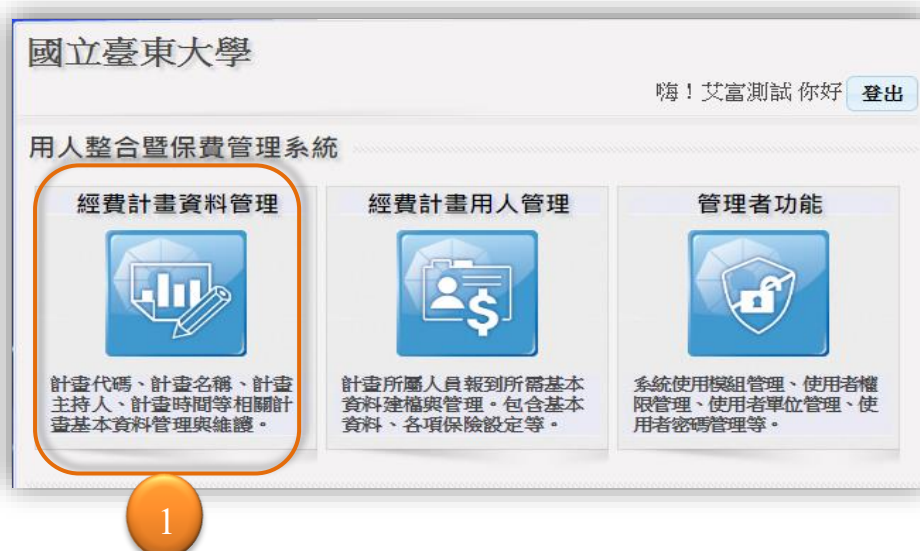 國立臺東大學
嗨！艾富測試 你好 登出
用人整合暨保費管理系統
經費計畫資料管理
計畫代碼、計畫名稱、計畫
主持人、計畫時間等相關計
畫基本資料管理與維護。
經費計畫用人管理
計畫所屬人員報到所需基本
資料建檔與管理。包含基本
資料、各項保險設定等。
管理者功能
系統使用模組管理、使用者權
限管理、使用者單位管理、使
用者密碼管理等。
1